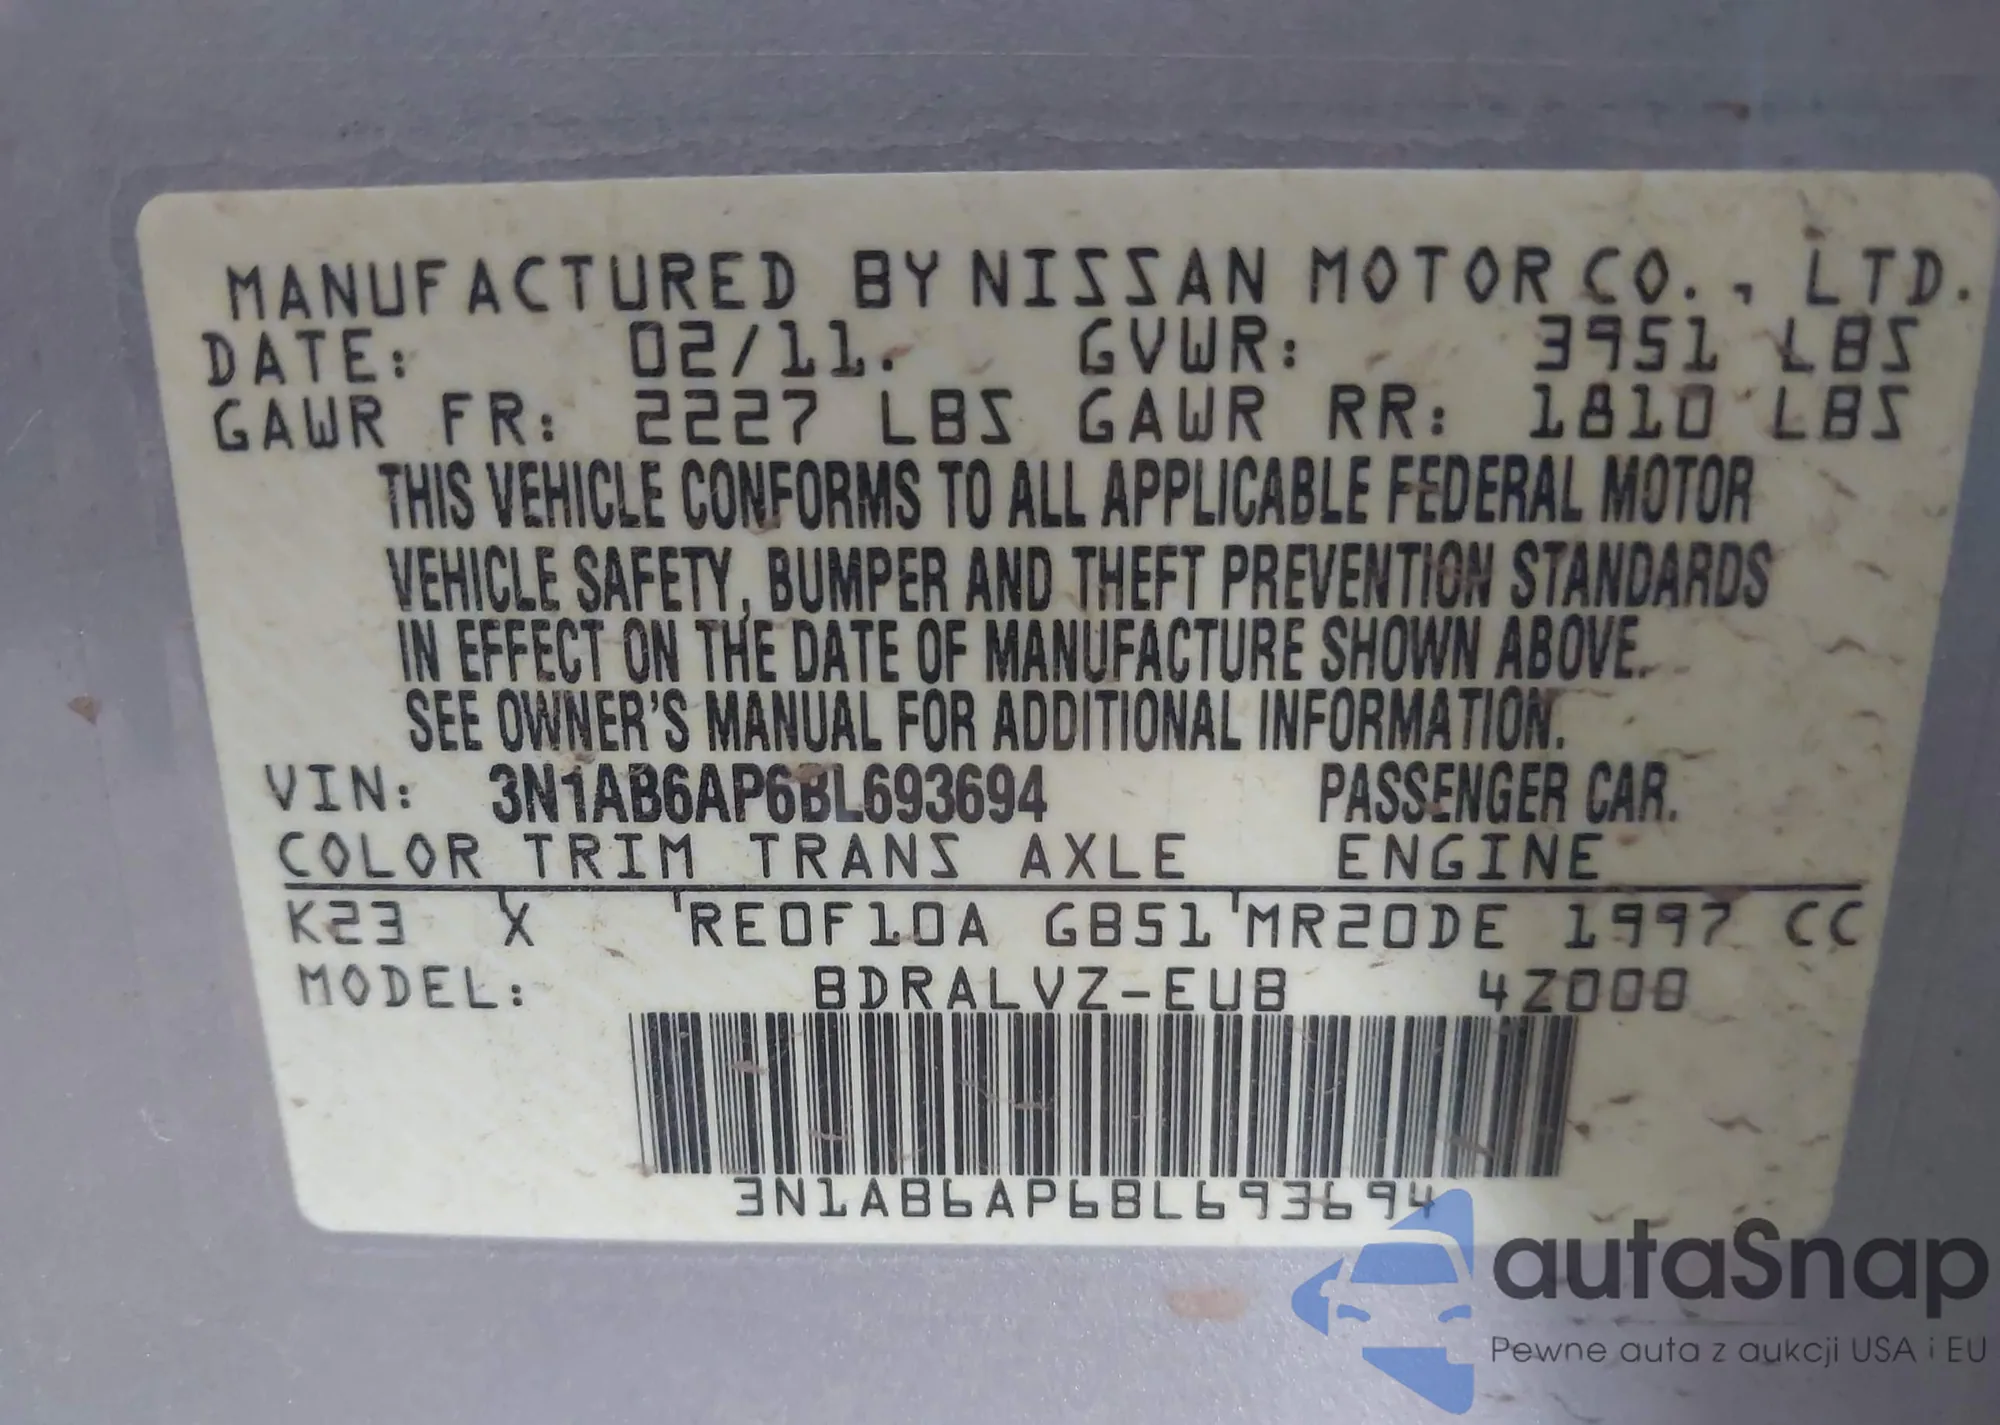 MANUFACTURED BY NISSAN MOTOR CO., LTD.
DATE: 02/11. GVWR: 3951 LBS
GAWR FR: 2227 LBS GAWR RR: 1810 LBS
THIS VEHICLE CONFORMS TO ALL APPLICABLE FEDERAL MOTOR
VEHICLE SAFETY, BUMPER AND THEFT PREVENTION STANDARDS
IN EFFECT ON THE DATE OF MANUFACTURE SHOWN ABOVE.
SEE OWNER'S MANUAL FOR ADDITIONAL INFORMATION.
VIN: 3N1AB6AP6BL693694 PASSENGER CAR.
COLOR TRIM TRANS AXLE ENGINE
K23 X RE0F10A GB51 MR20DE 1997 CC
MODEL: BDRALVZ-EUB 4Z000
3N1AB6AP6BL693694
autaSnap
Pewne auta z aukcji USA i EU